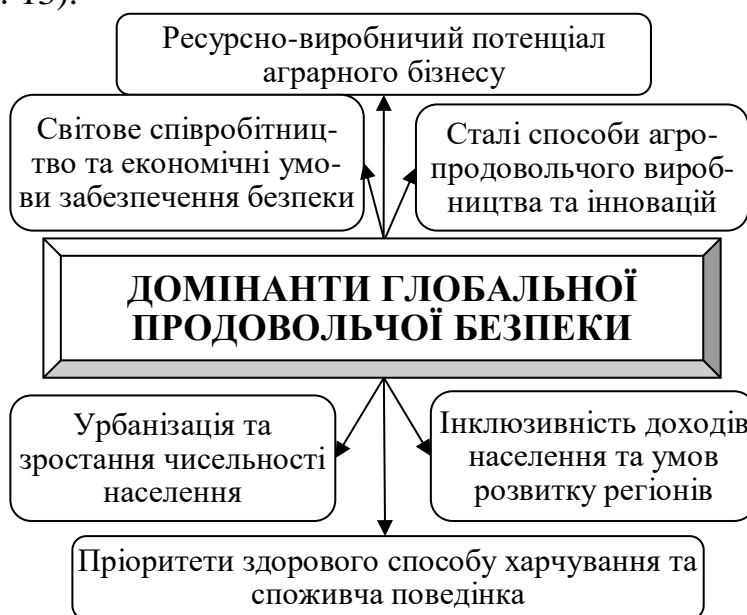 . 13).
Ресурсно-виробничий потенціал
аграрного бізнесу
Світове співробітниц-
тво та економічні умо-
ви забезпечення безпеки
Сталі способи агро-
продовольчого вироб-
ництва та інновацій
ДОМІНАНТИ ГЛОБАЛЬНОЇ
ПРОДОВОЛЬЧОЇ БЕЗПЕКИ
Урбанізація та
зростання чисельності
населення
Інклюзивність доходів
населення та умов
розвитку регіонів
Пріоритети здорового способу харчування та
споживча поведінка